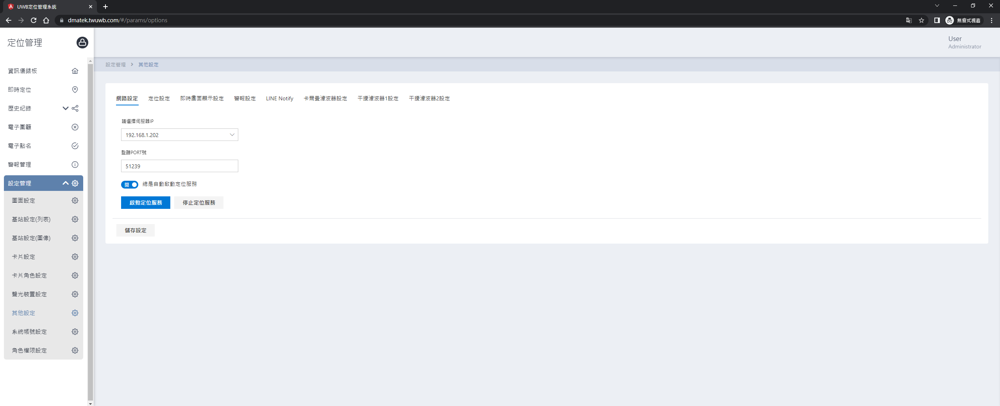 UWB定位管理系統
dmatek.twuwb.com/#/params/options
無痕式視窗
定位管理
User
Administrator
設定管理 > 其他設定
資訊儀錶板
即時定位
歷史紀錄
電子圍籬
電子點名
警報管理
設定管理
圖面設定
基站設定(列表)
基站設定(圖像)
卡片設定
卡片角色設定
聲光裝置設定
其他設定
系統帳號設定
角色權限設定
網路設定 定位設定 即時圖面顯示設定 警報設定 LINE Notify 卡爾曼濾波器設定 干擾濾波器1設定 干擾濾波器2設定
請選擇伺服器IP
192.168.1.202
監聽PORT號
51239
開 總是自動啟動定位服務
啟動定位服務 停止定位服務
儲存設定